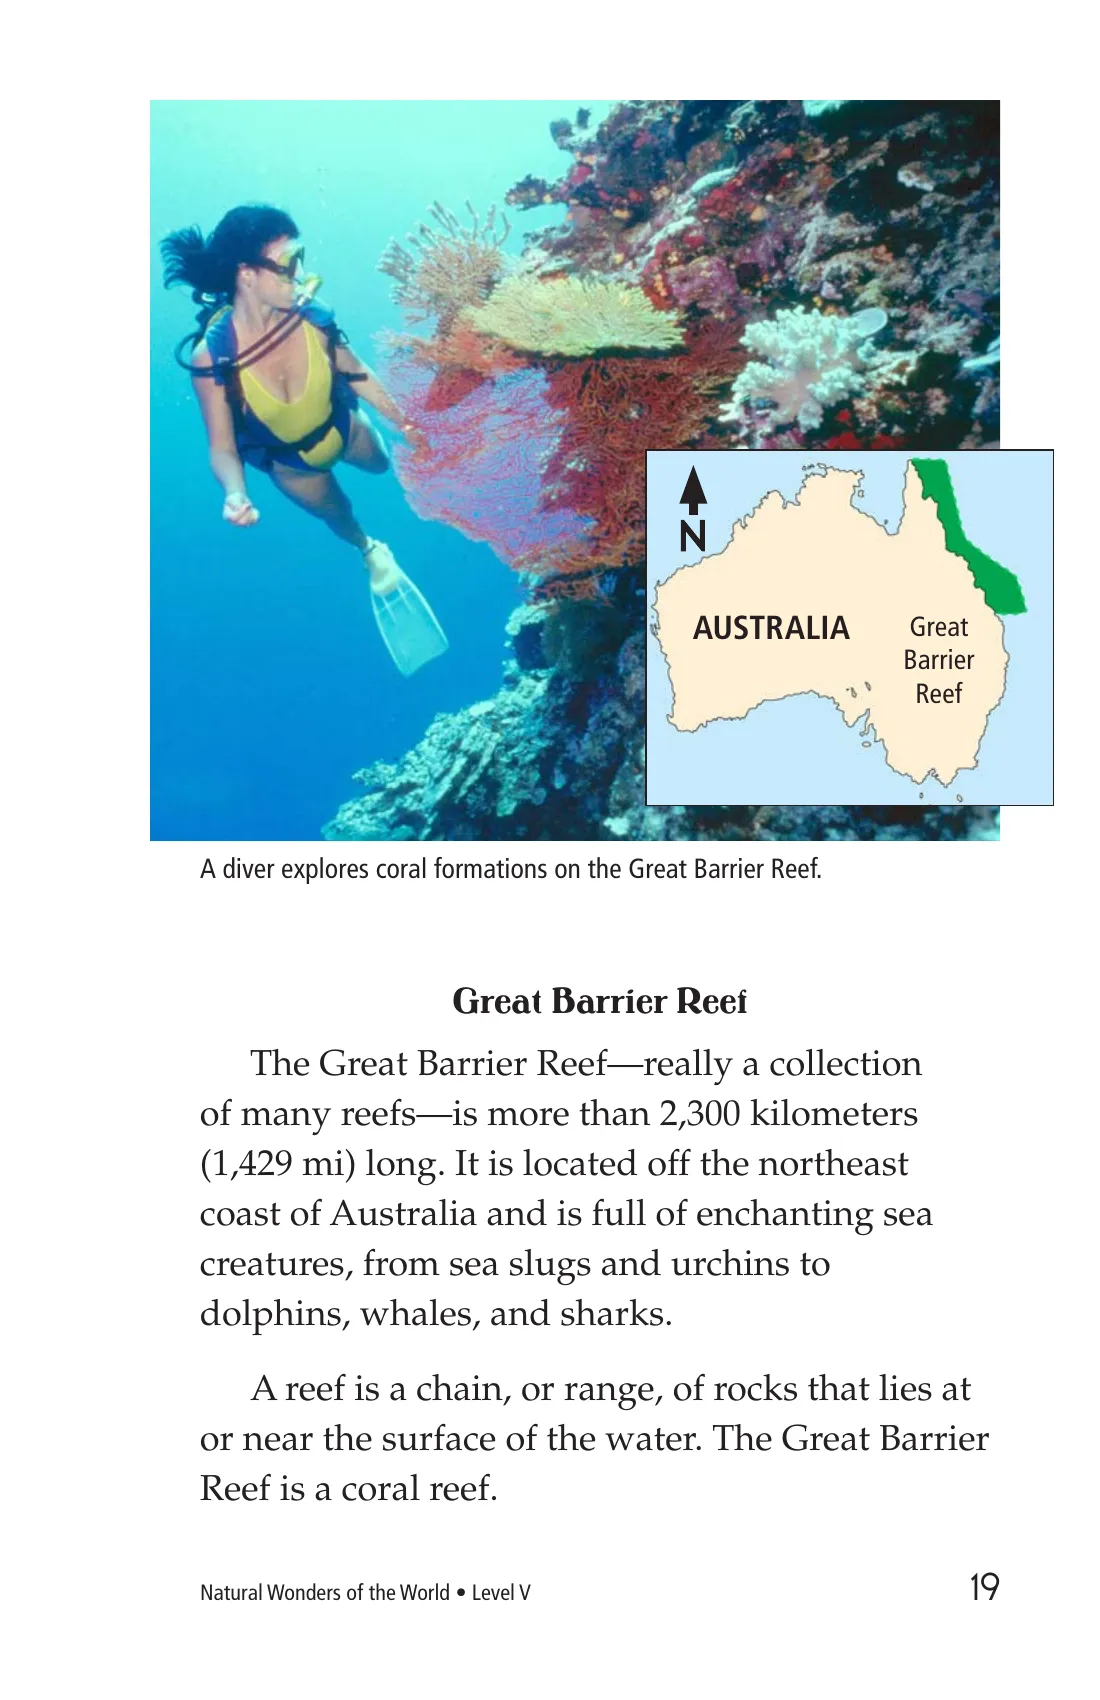 N
AUSTRALIA
Great
Barrier
Reef
A diver explores coral formations on the Great Barrier Reef.
Great Barrier Reef
The Great Barrier Reef—really a collection
of many reefs—is more than 2,300 kilometers
(1,429 mi) long. It is located off the northeast
coast of Australia and is full of enchanting sea
creatures, from sea slugs and urchins to
dolphins, whales, and sharks.
A reef is a chain, or range, of rocks that lies at
or near the surface of the water. The Great Barrier
Reef is a coral reef.
Natural Wonders of the World • Level V
19